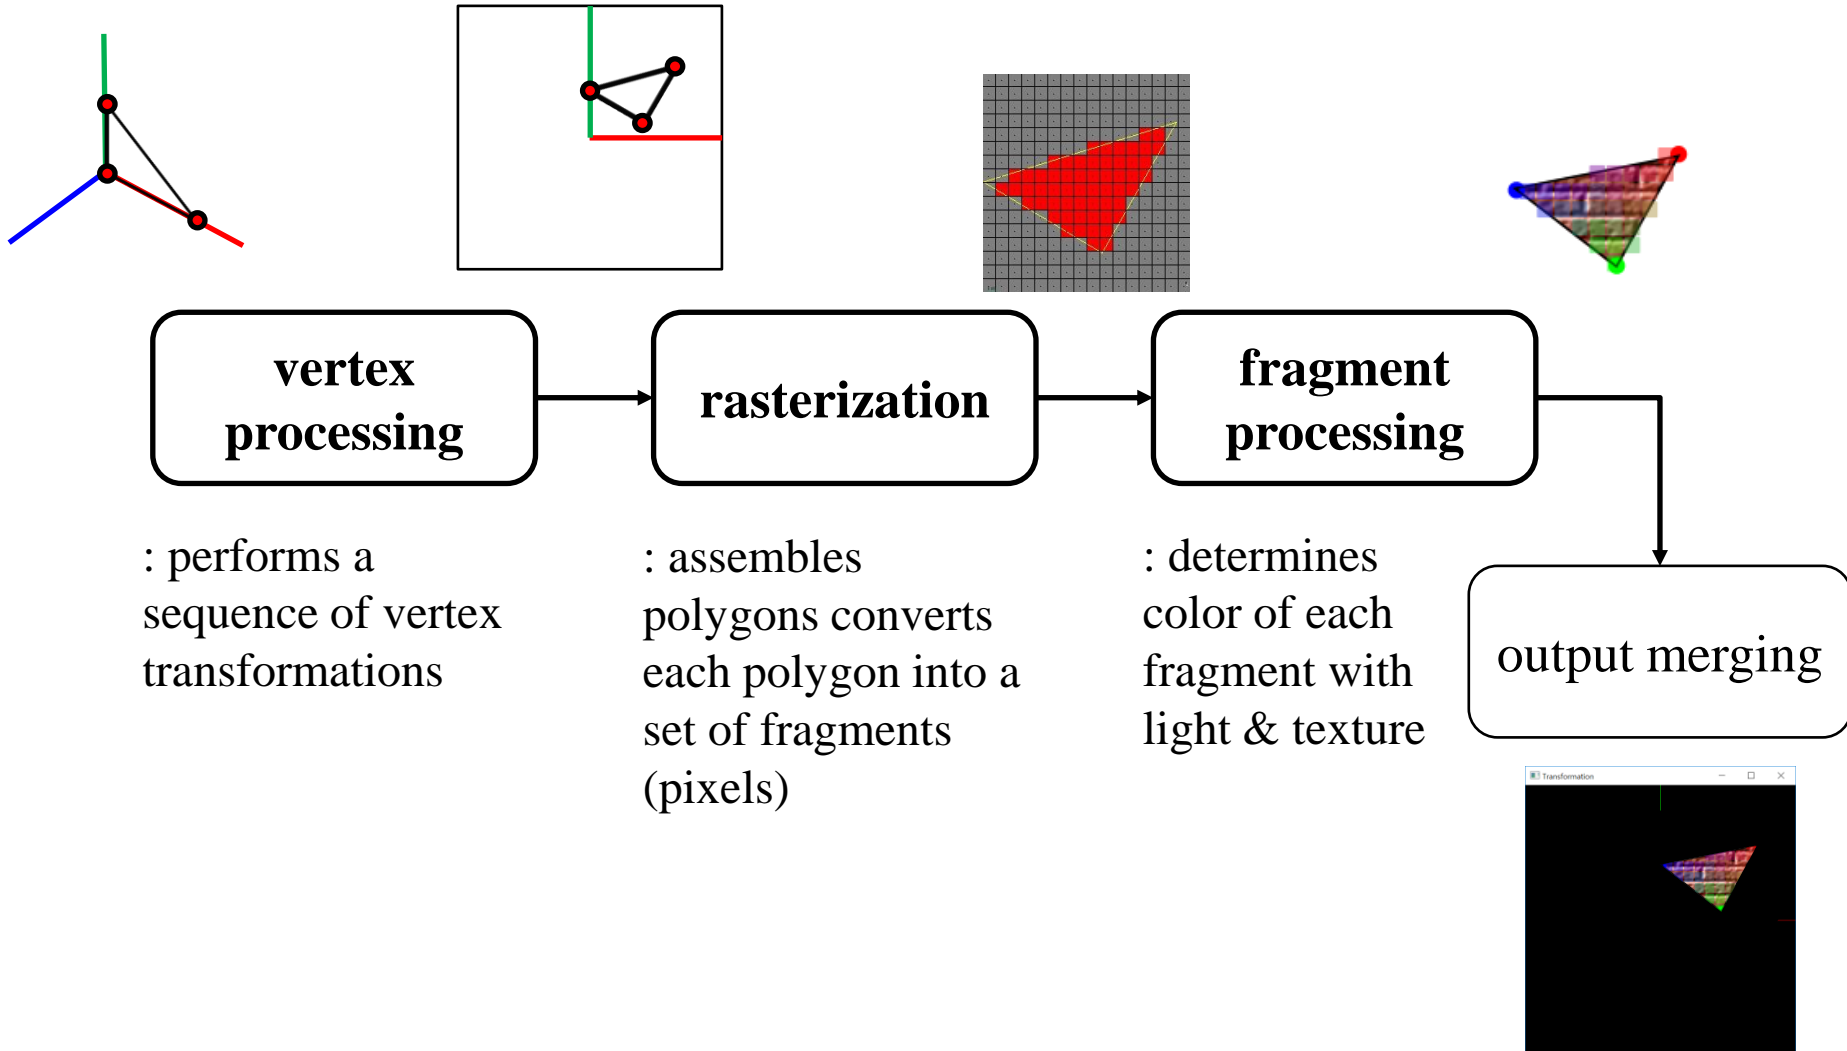 vertex
processing
rasterization
fragment
processing
: performs a
sequence of vertex
transformations
: assembles
polygons converts
each polygon into a
set of fragments
(pixels)
: determines
color of each
fragment with
light & texture
output merging
Transformation